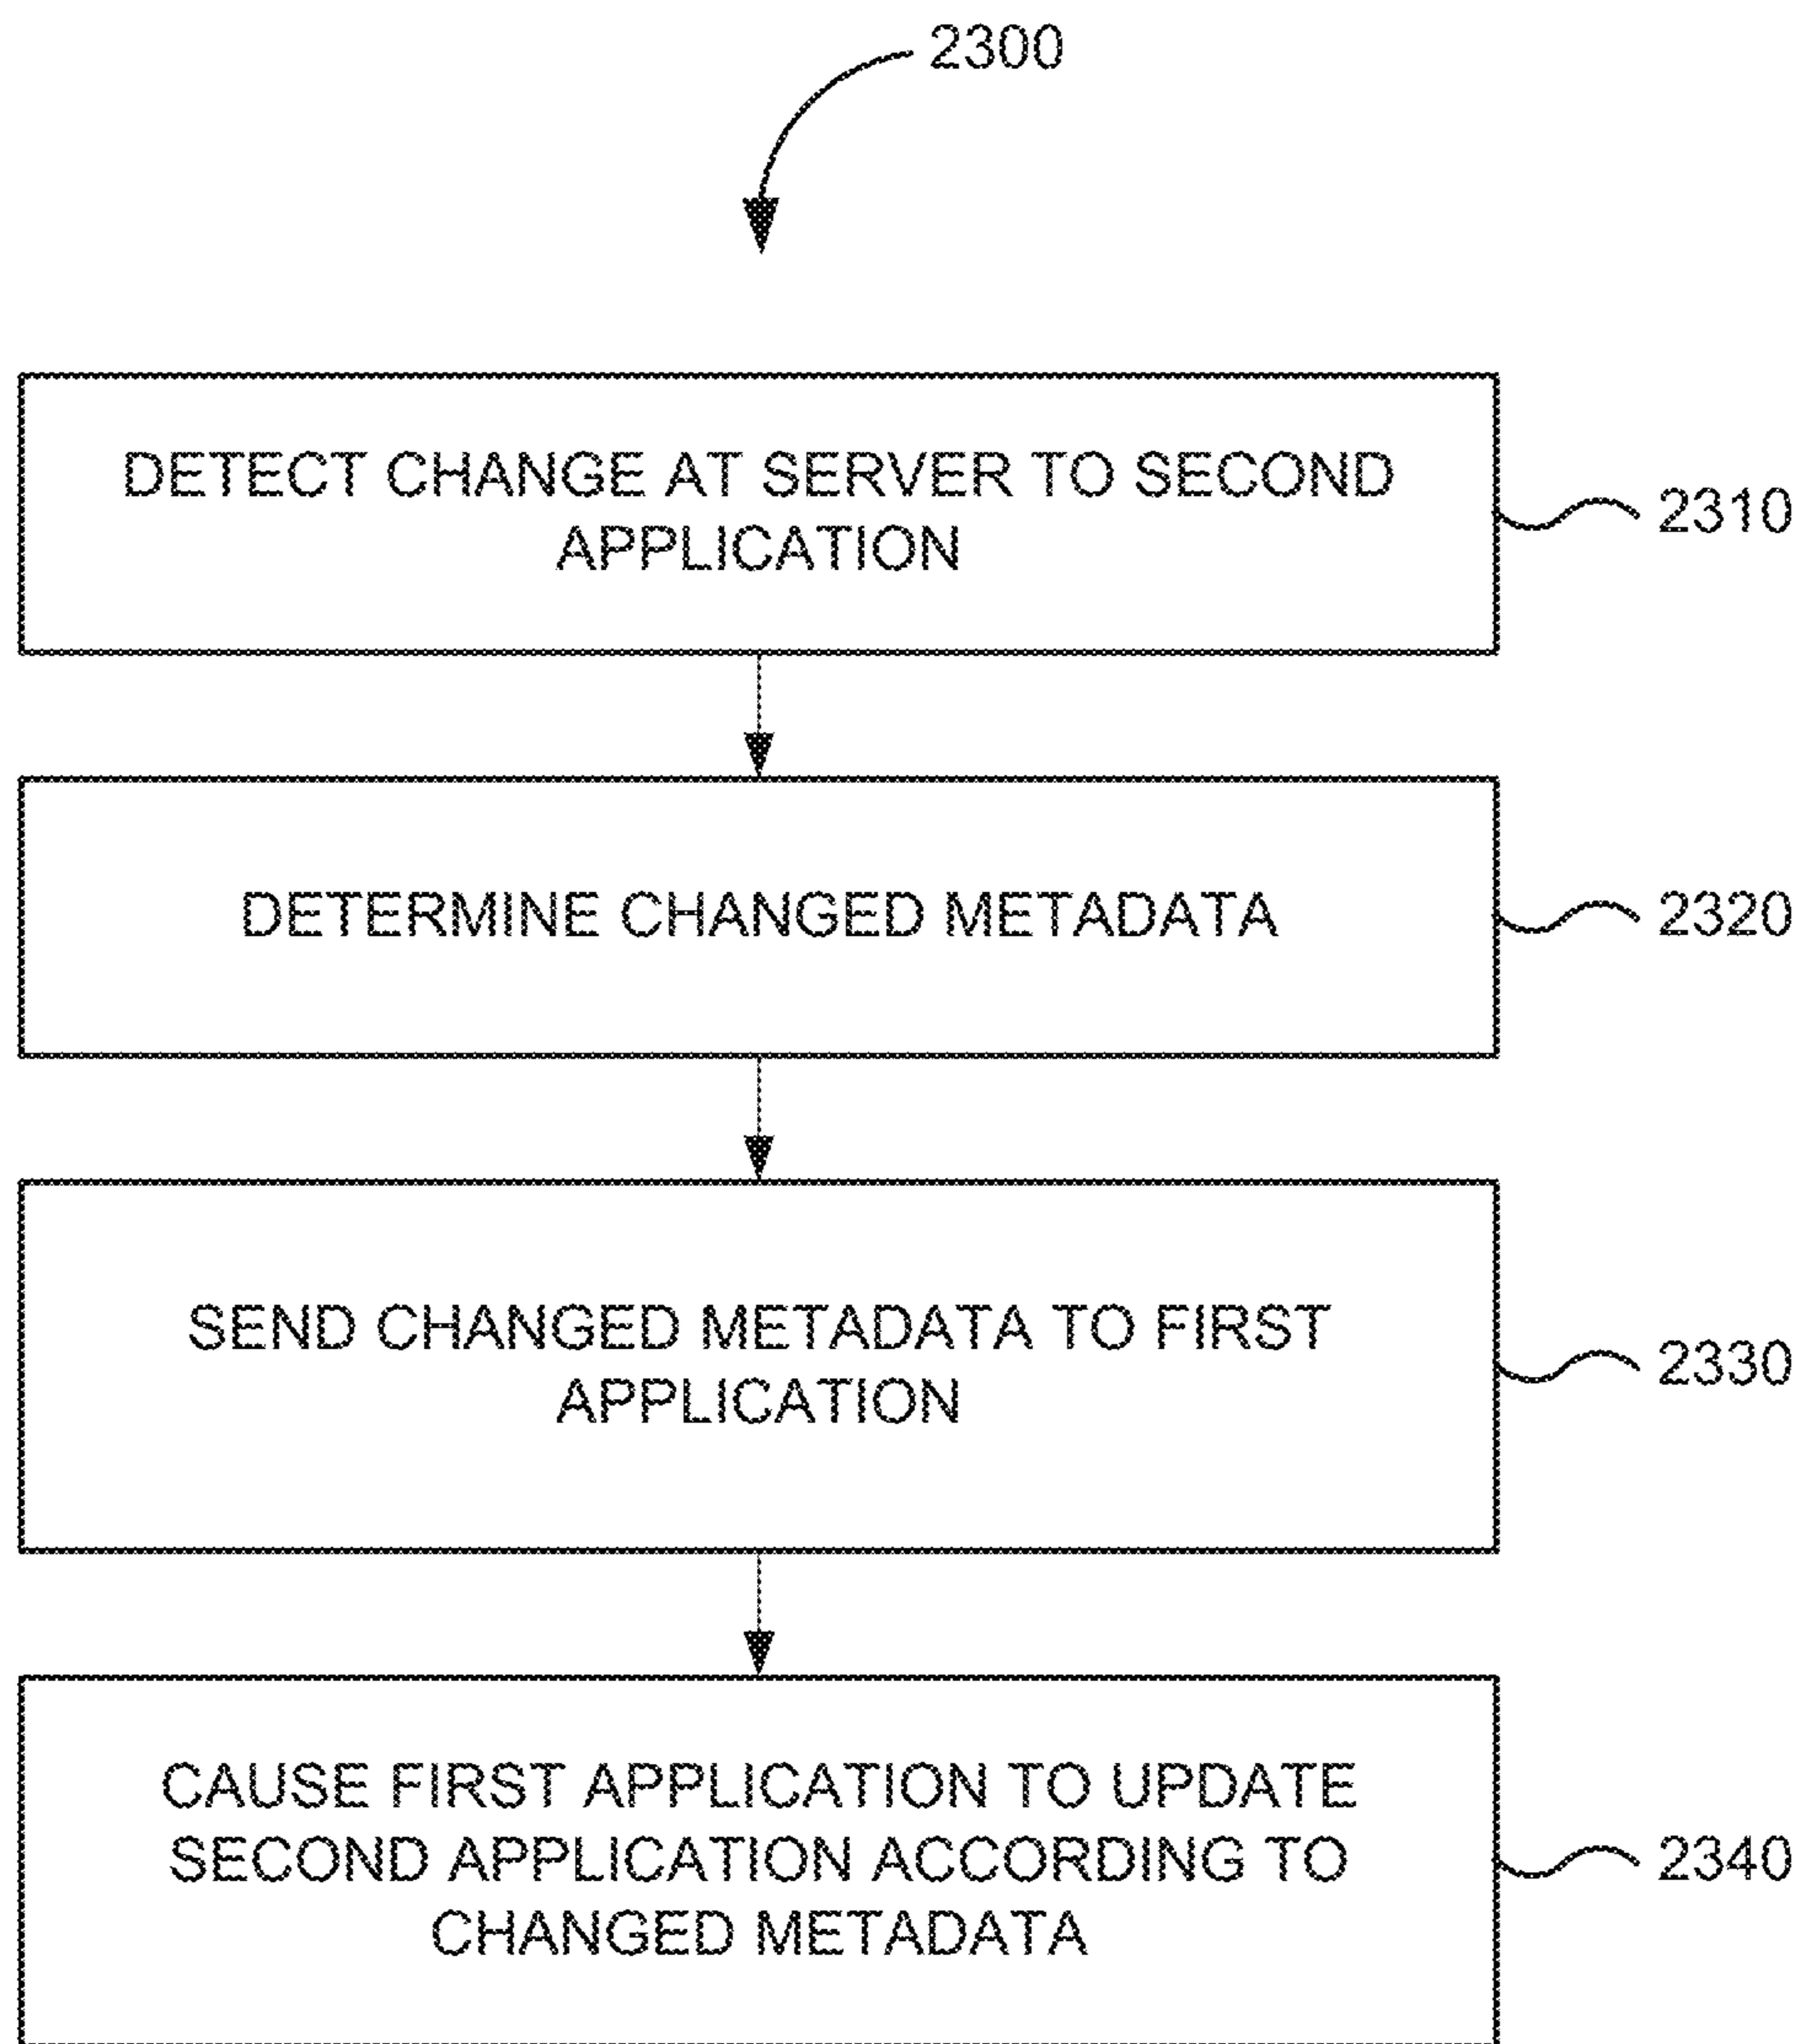 2300
DETECT CHANGE AT SERVER TO SECOND
APPLICATION
2310
DETERMINE CHANGED METADATA
2320
SEND CHANGED METADATA TO FIRST
APPLICATION
2330
CAUSE FIRST APPLICATION TO UPDATE
SECOND APPLICATION ACCORDING TO
CHANGED METADATA
2340